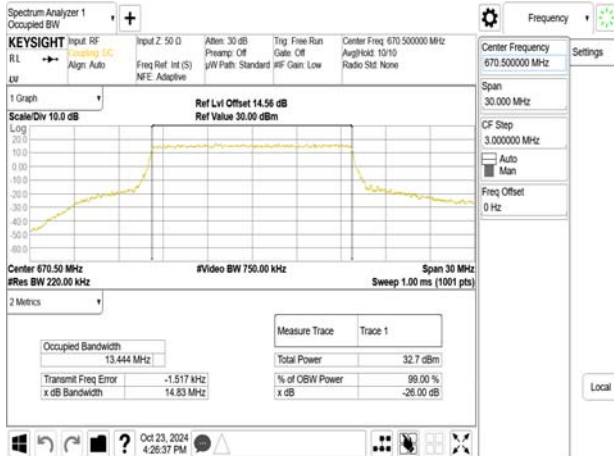 Spectrum Analyzer 1
Occupied BW
+
Frequency
KEYSIGHT
RL
Input: RF
Coupling: DC
Align: Auto
Input Z: 50 Ω
Freq Ref: Int (S)
NFE: Adaptive
Atten: 30 dB
Preamp: Off
µW Path: Standard
Trig: Free Run
Gate: Off
#IF Gain: Low
Center Freq: 670.500000 MHz
Avg|Hold: 10/10
Radio Std: None
Center Frequency
670.500000 MHz
Settings
Span
30.000 MHz
CF Step
3.000000 MHz
Auto
Man
Freq Offset
0 Hz
1 Graph
Scale/Div 10.0 dB
Ref Lvl Offset 14.56 dB
Ref Value 30.00 dBm
Log
20.0
10.0
0.00
-10.0
-20.0
-30.0
-40.0
-50.0
-60.0
Center 670.50 MHz
#Res BW 220.00 kHz
#Video BW 750.00 kHz
Span 30 MHz
Sweep 1.00 ms (1001 pts)
2 Metrics
Measure Trace
Trace 1
Occupied Bandwidth
13.444 MHz
Total Power
32.7 dBm
Transmit Freq Error
-1.517 kHz
% of OBW Power
99.00 %
x dB Bandwidth
14.83 MHz
x dB
-26.00 dB
Local
?
Oct 23, 2024
4:26:37 PM